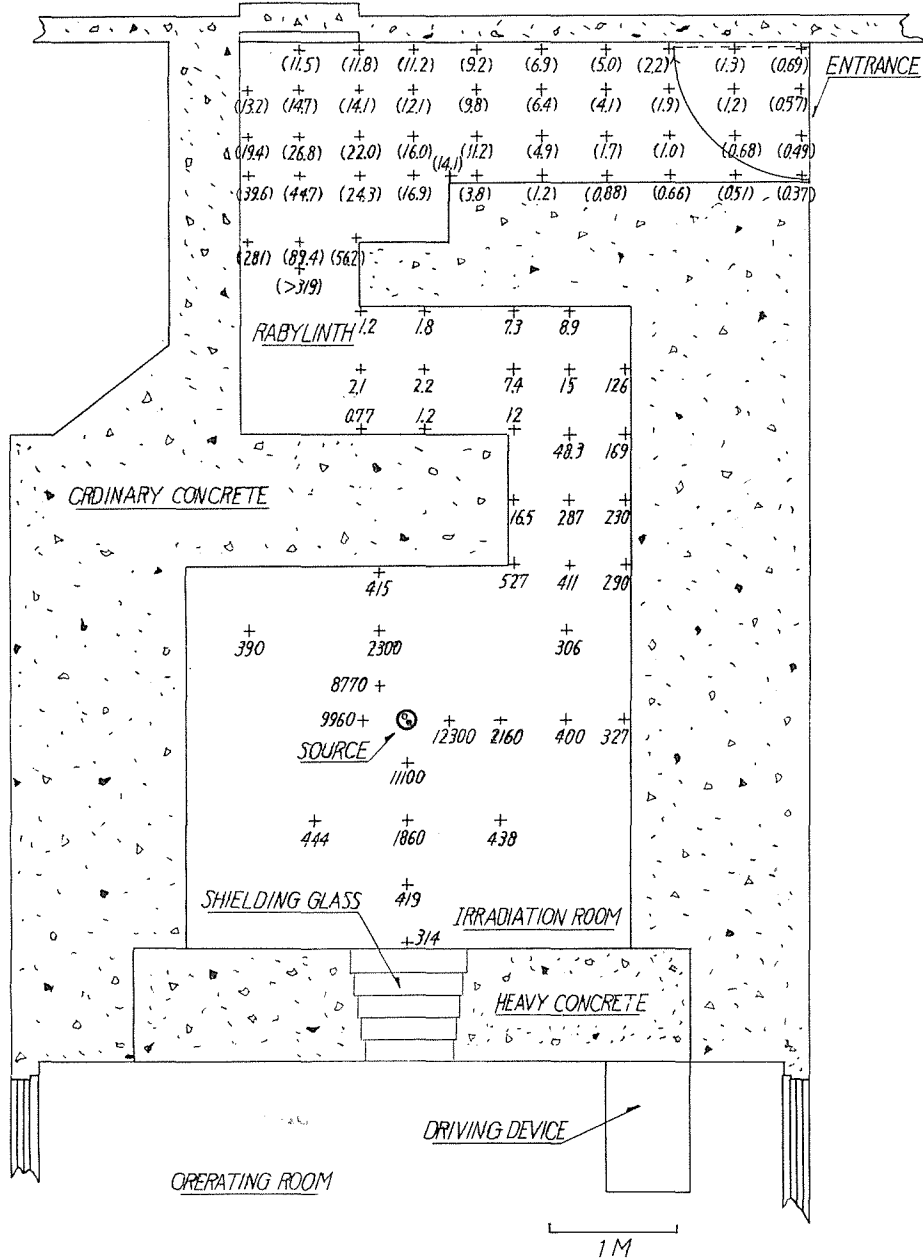 (11.5) (11.8) (11.2) (9.2) (6.9) (5.0) (2.2) (1.3) (0.69)
ENTRANCE
(13.2) (14.7) (14.1) (12.1) (9.8) (6.4) (4.1) (1.9) (1.2) (0.57)
(19.4) (26.8) (22.0) (16.0) (11.2) (4.9) (1.7) (1.0) (0.68) (0.49)
(14.1)
(39.6) (44.7) (24.3) (16.9) (3.8) (1.2) (0.88) (0.66) (0.51) (0.37)
(281) (89.4) (56.2)
(>319)
RABYLINTH 1.2 1.8 7.3 8.9
2.1 2.2 7.4 15 126
0.77 1.2 12
48.3 169
ORDINARY CONCRETE
16.5 287 230
415 527 411 290
390 2300 306
8770
9960 12300 2160 400 327
SOURCE
11100
444 1860 438
SHIELDING GLASS 419
IRRADIATION ROOM
314
HEAVY CONCRETE
DRIVING DEVICE
ORERATING ROOM
1 M